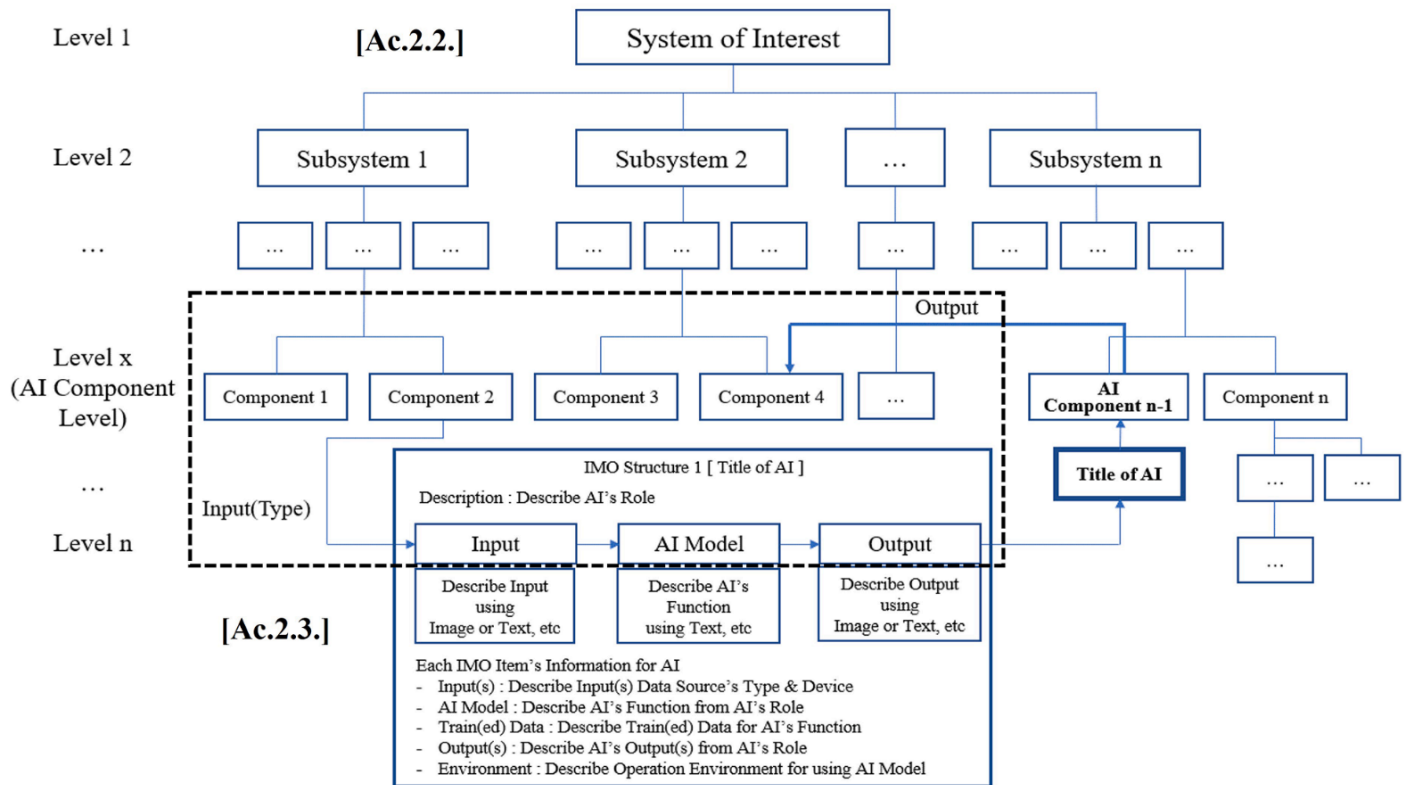 Level 1
[Ac.2.2.]
System of Interest
Level 2
Subsystem 1
Subsystem 2
...
Subsystem n
...
...
...
...
...
...
...
...
...
...
...
Output
Level x
(AI Component
Level)
Component 1
Component 2
Component 3
Component 4
...
AI
Component n-1
Component n
...
IMO Structure 1 [ Title of AI ]
Title of AI
...
...
Description : Describe AI's Role
Input(Type)
Level n
Input
AI Model
Output
...
Describe Input
using
Image or Text, etc
Describe AI's
Function
using Text, etc
Describe Output
using
Image or Text, etc
[Ac.2.3.]
Each IMO Item's Information for AI
- Input(s) : Describe Input(s) Data Source's Type & Device
- AI Model : Describe AI's Function from AI's Role
- Train(ed) Data : Describe Train(ed) Data for AI's Function
- Output(s) : Describe AI's Output(s) from AI's Role
- Environment : Describe Operation Environment for using AI Model